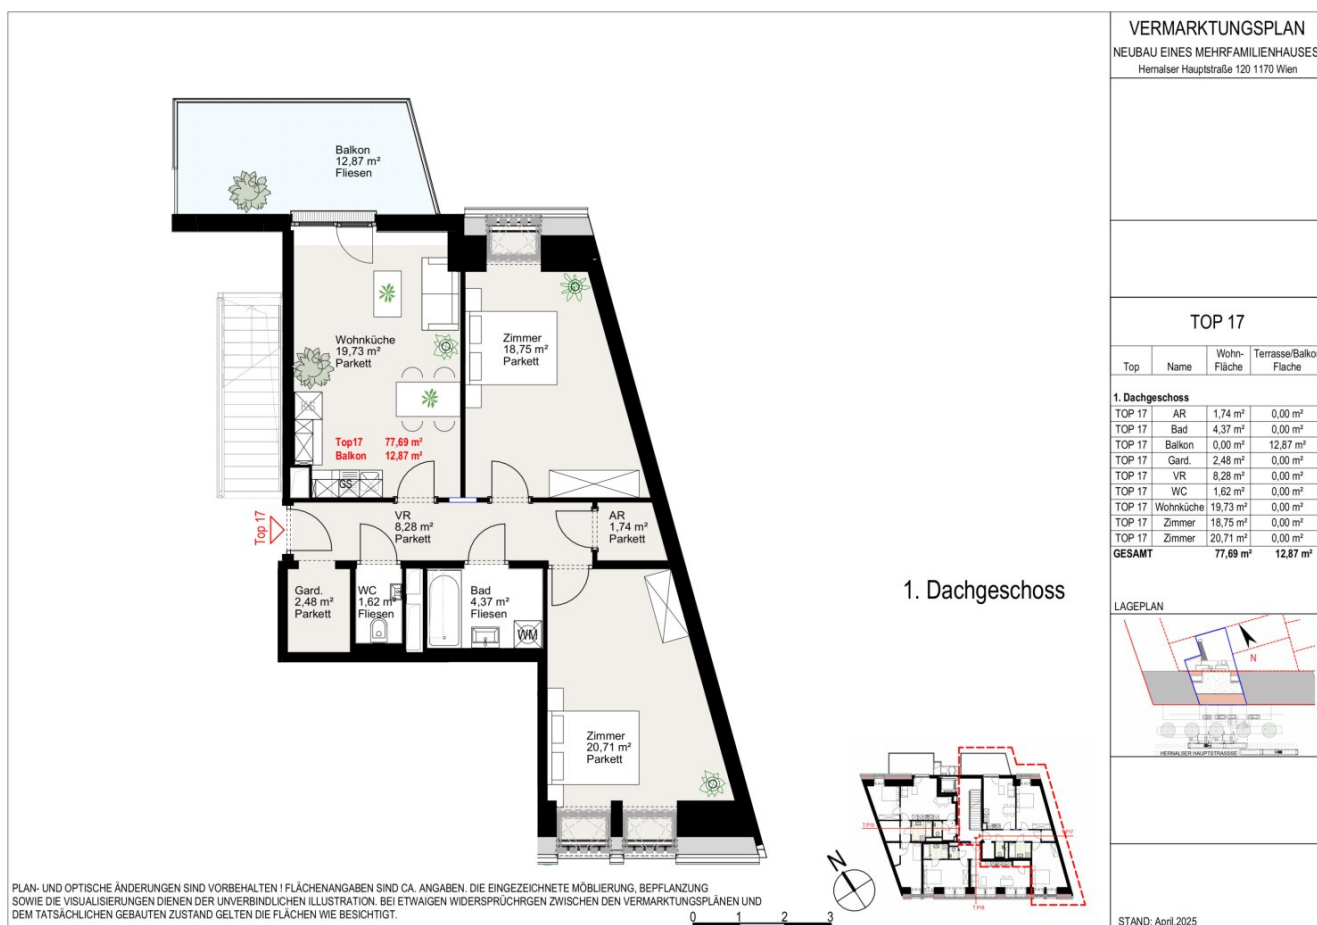 VERMARKTUNGSPLAN
NEUBAU EINES MEHRFAMILIENHAUSES
Hernalser Hauptstraße 120 1170 Wien
Balkon
12,87 m²
Fliesen
Wohnküche
19,73 m²
Parkett
Zimmer
18,75 m²
Parkett
KS
Top17 77,69 m²
Balkon 12,87 m²
GS
Top 17
VR
8,28 m²
Parkett
AR
1,74 m²
Parkett
Gard.
2,48 m²
Parkett
WC
1,62 m²
Fliesen
Bad
4,37 m²
Fliesen
WM
Zimmer
20,71 m²
Parkett
1. Dachgeschoss
TOP 17
Top Name Wohn- Terrasse/Balko
Fläche Flache
1. Dachgeschoss
TOP 17 AR 1,74 m² 0,00 m²
TOP 17 Bad 4,37 m² 0,00 m²
TOP 17 Balkon 0,00 m² 12,87 m²
TOP 17 Gard. 2,48 m² 0,00 m²
TOP 17 VR 8,28 m² 0,00 m²
TOP 17 WC 1,62 m² 0,00 m²
TOP 17 Wohnküche 19,73 m² 0,00 m²
TOP 17 Zimmer 18,75 m² 0,00 m²
TOP 17 Zimmer 20,71 m² 0,00 m²
GESAMT 77,69 m² 12,87 m²
LAGEPLAN
N
HERNALSER HAUPTSTRASSSE
N
PLAN- UND OPTISCHE ÄNDERUNGEN SIND VORBEHALTEN ! FLÄCHENANGABEN SIND CA. ANGABEN. DIE EINGEZEICHNETE MÖBLIERUNG, BEPFLANZUNG
SOWIE DIE VISUALISIERUNGEN DIENEN DER UNVERBINDLICHEN ILLUSTRATION. BEI ETWAIGEN WIDERSPRÜCHRGEN ZWISCHEN DEN VERMARKTUNGSPLÄNEN UND
DEM TATSÄCHLICHEN GEBAUTEN ZUSTAND GELTEN DIE FLÄCHEN WIE BESICHTIGT.
0 1 2 3
STAND: April.2025